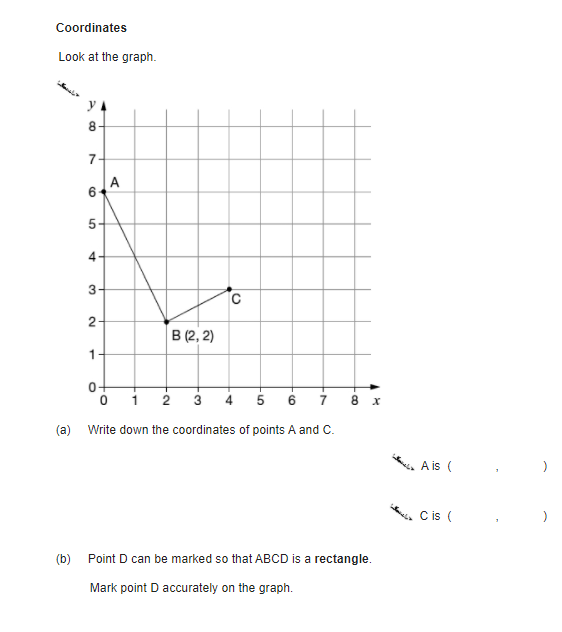 Coordinates
Look at the graph.
y
8
7
A
6
5
4
3
C
2
B (2, 2)
1
0
0 1 2 3 4 5 6 7 8 x
(a) Write down the coordinates of points A and C.
A is ( , )
C is ( , )
(b) Point D can be marked so that ABCD is a rectangle.
Mark point D accurately on the graph.